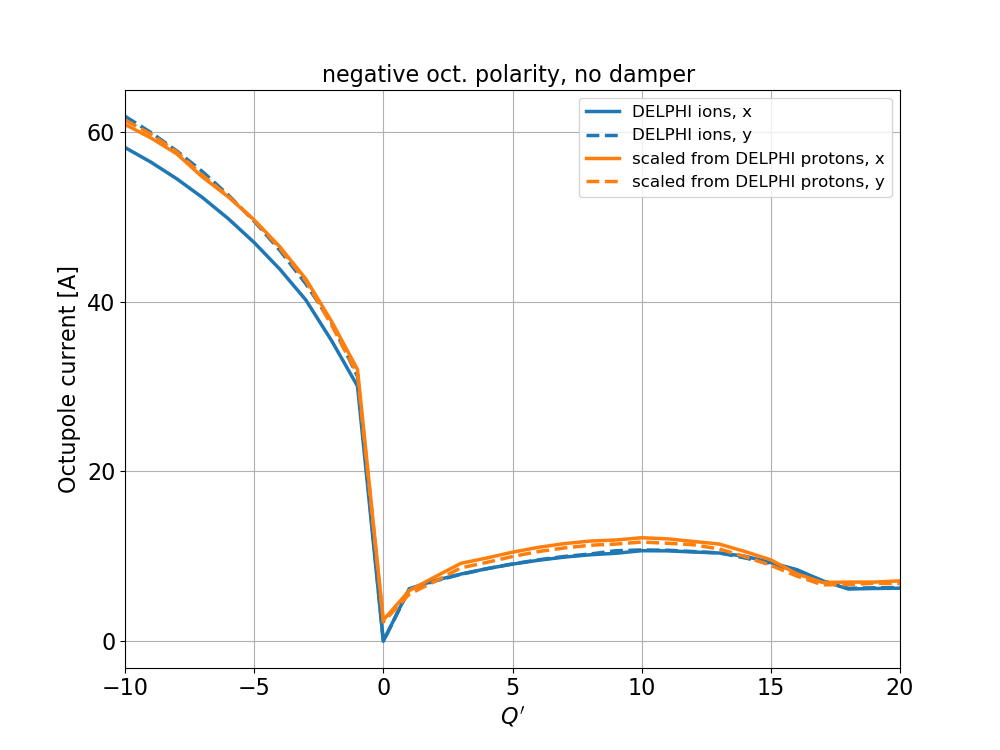 negative oct. polarity, no damper
DELPHI ions, x
DELPHI ions, y
scaled from DELPHI protons, x
scaled from DELPHI protons, y
Octupole current [A]
60
40
20
0
−10
−5
0
5
10
15
20
Q′